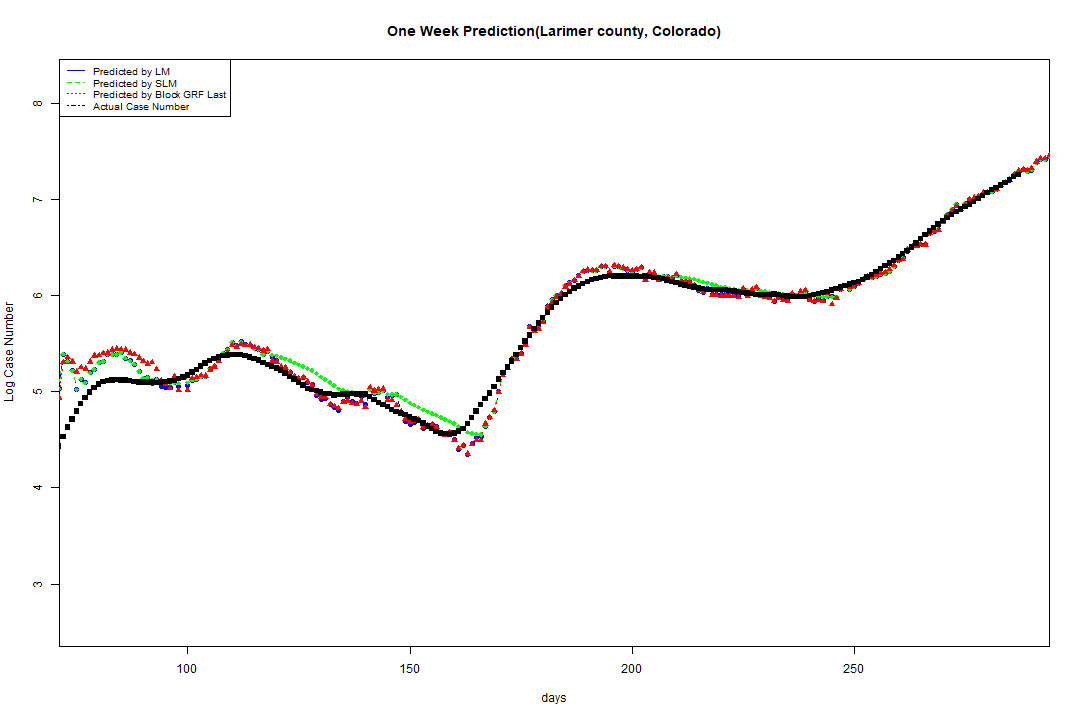 One Week Prediction(Larimer county, Colorado)
Predicted by LM
Predicted by SLM
Predicted by Block GRF Last
Actual Case Number
8
7
6
5
4
3
Log Case Number
100 150 200 250
days